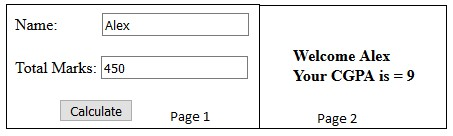 Name: Alex
Total Marks: 450
Calculate
Page 1
Welcome Alex
Your CGPA is = 9
Page 2